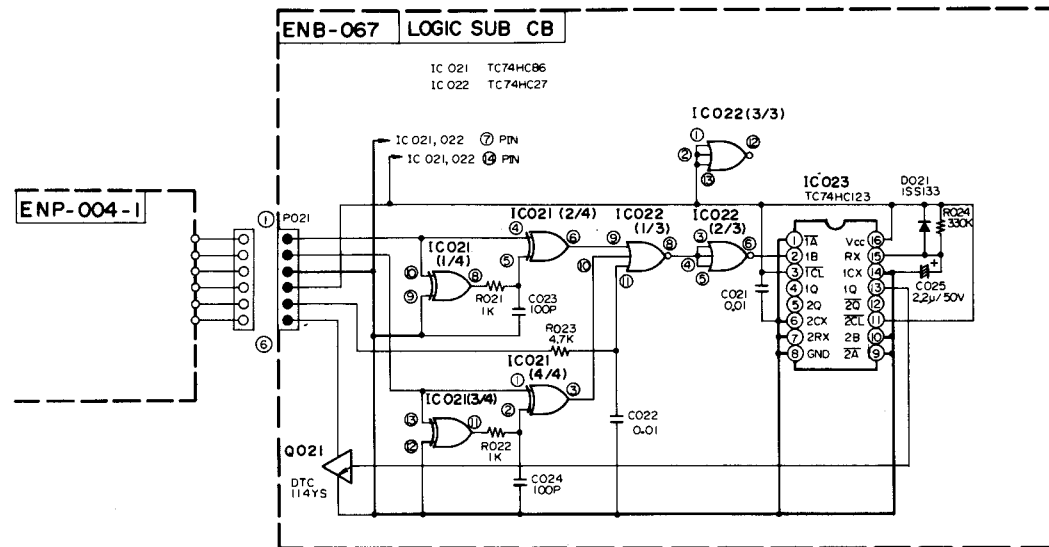 ENB-067 LOGIC SUB CB
IC 021 TC74HC86
IC 022 TC74HC27
IC022(3/3)
① ⑫
② ⑬
IC 021, 022 ⑦ PIN
IC 021, 022 ⑭ PIN
ENP-004-1
① P021
⑥
IC021 (2/4)
④ ⑥
⑤
IC021
(1/4)
⑩ ⑧
⑨
R021
1K
C023
100P
IC022
(1/3)
⑨ ⑧
⑩
⑪
IC022
(2/3)
③ ⑥
④
⑤
R023
4.7K
IC021
(4/4)
① ③
②
IC021(3/4)
⑬ ⑪
⑫
R022
1K
C024
100P
C022
0.01
C021
0.01
Q021
DTC
114YS
IC023
TC74HC123
① 1A Vcc ⑯
② 1B RX ⑮
③ 1CL 1CX ⑭
④ 1Q 1Q ⑬
⑤ 2Q 2Q ⑫
⑥ 2CX 2CL ⑪
⑦ 2RX 2B ⑩
⑧ GND 2A ⑨
D021
1SS133
R024
330K
+
C025
2.2μ/50V